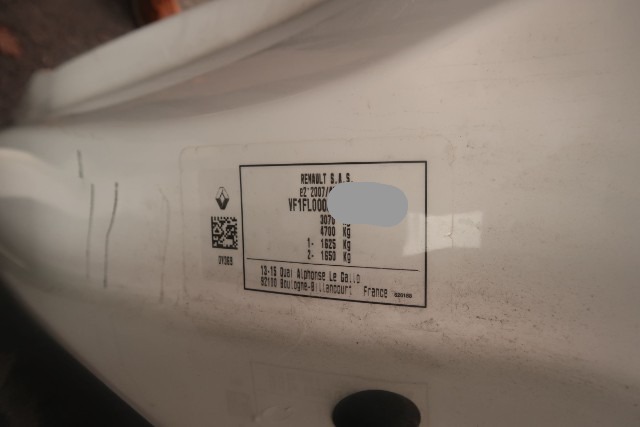 RENAULT S.A.S.
e2*2007/
VF1FL000
3070
4700 Kg
1- 1625 Kg
2- 1650 Kg
13-15 Quai Alphonse Le Gallo
92100 Boulogne-Billancourt France